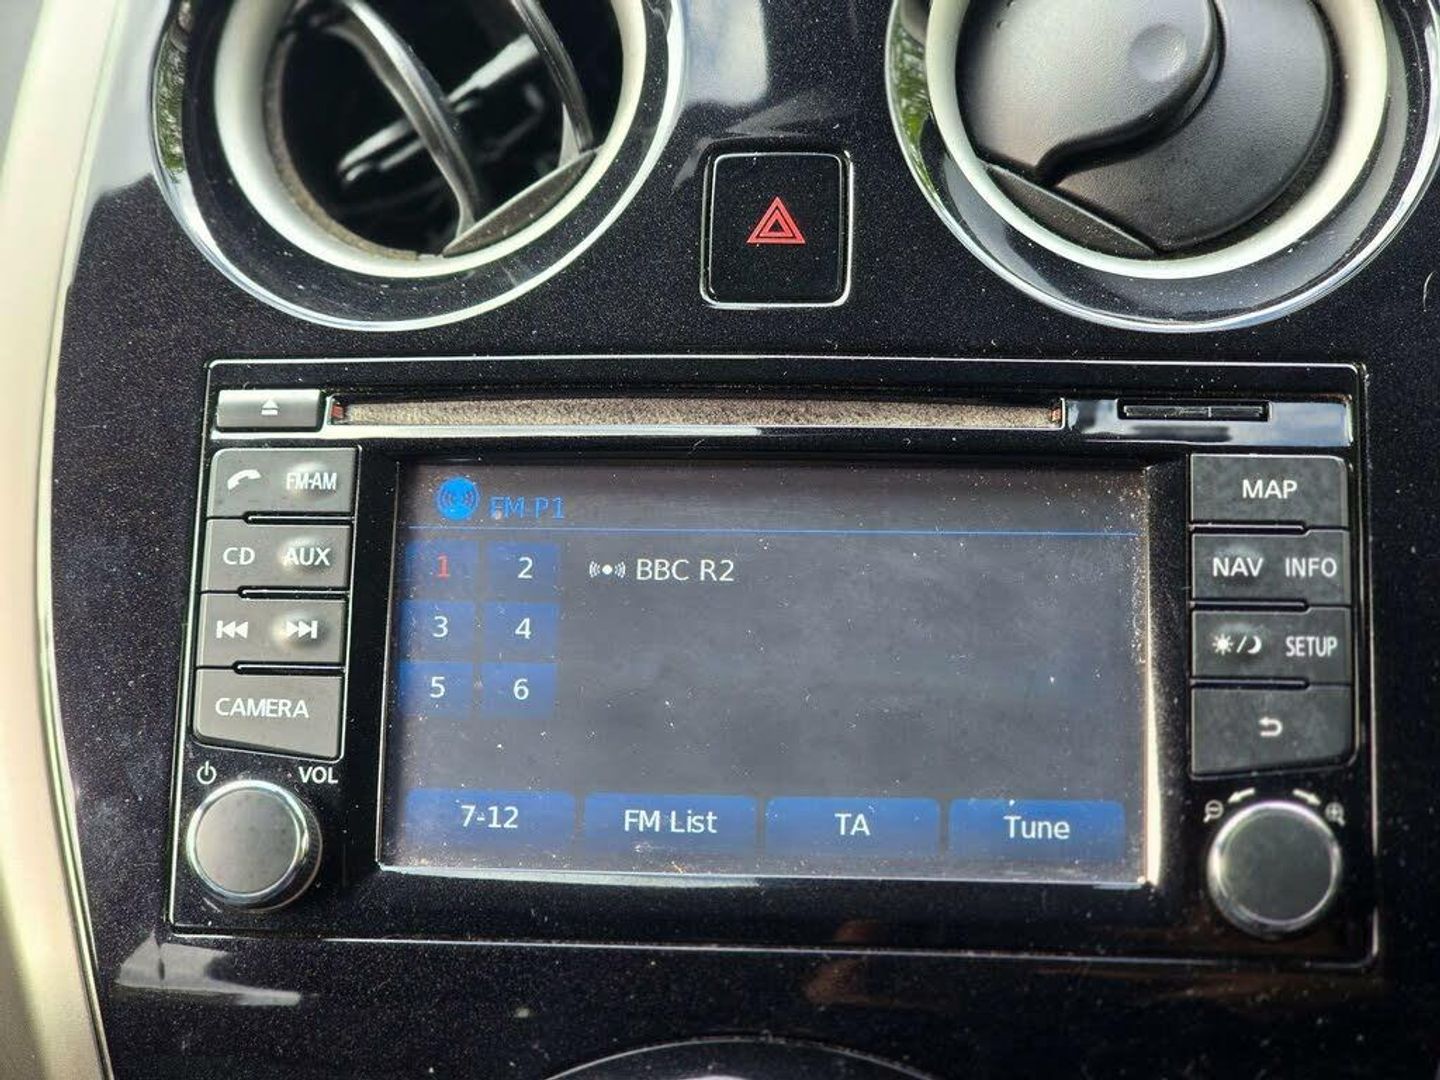 FM-AM
CD AUX
CAMERA
VOL
FM-P1
1 2 BBC R2
3 4
5 6
7-12 FM List TA Tune
MAP
NAV INFO
SETUP